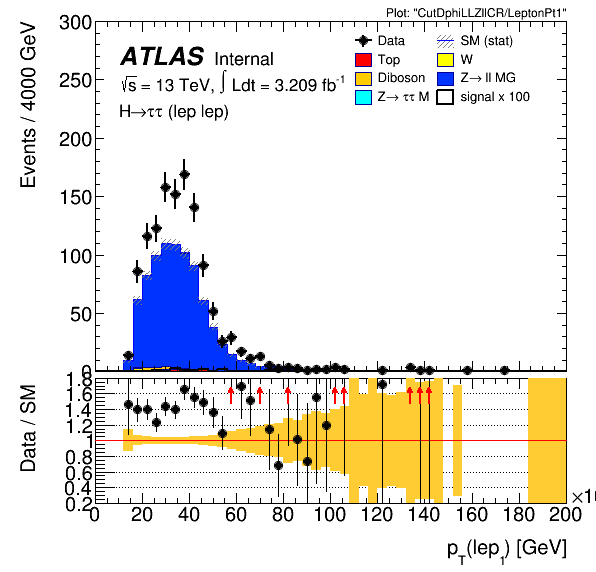 Plot: "CutDphiLLZllCR/LeptonPt1"
Events / 4000 GeV
300
250
200
150
100
50
0
ATLAS Internal
√s = 13 TeV, ∫ Ldt = 3.209 fb-1
H→ττ (lep lep)
Data
SM (stat)
Top
W
Diboson
Z→ ll MG
Z→ ττ M
signal x 100
Data / SM
1.8
1.6
1.4
1.2
1
0.8
0.6
0.4
0.2
0 20 40 60 80 100 120 140 160 180 200
pT(lep1) [GeV]